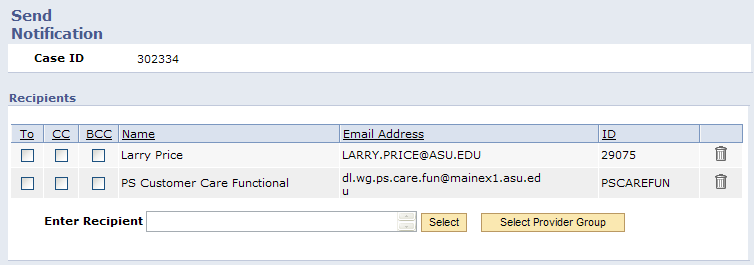 Send
Notification
Case ID 302334
Recipients
To CC BCC Name Email Address ID
Larry Price LARRY.PRICE@ASU.EDU 29075
PS Customer Care Functional dl.wg.ps.care.fun@mainex1.asu.ed PSCAREFUN
u
Enter Recipient Select Select Provider Group